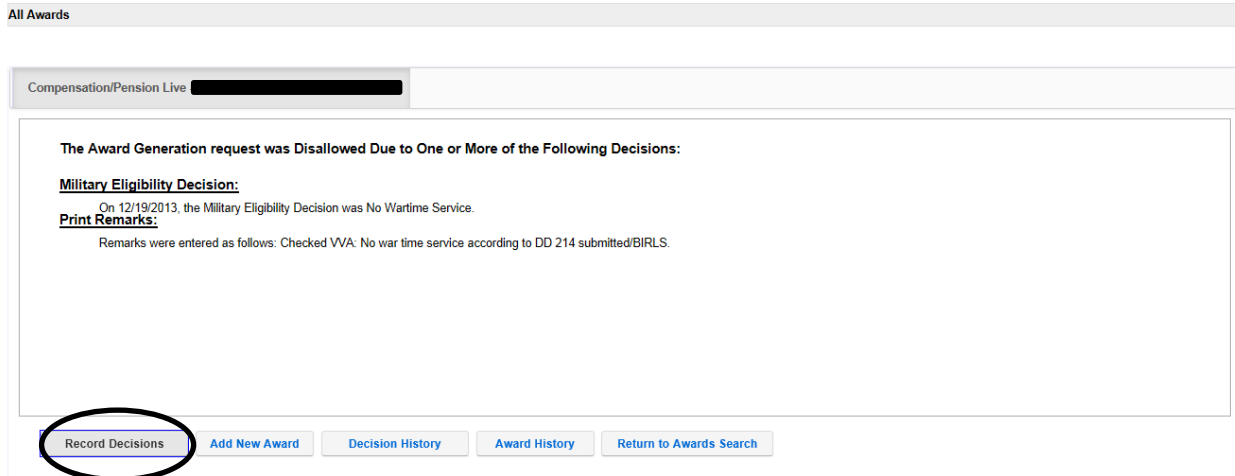 All Awards
Compensation/Pension Live
The Award Generation request was Disallowed Due to One or More of the Following Decisions:
Military Eligibility Decision:
On 12/19/2013, the Military Eligibility Decision was No Wartime Service.
Print Remarks:
Remarks were entered as follows: Checked VVA: No war time service according to DD 214 submitted/BIRLS.
Record Decisions Add New Award Decision History Award History Return to Awards Search